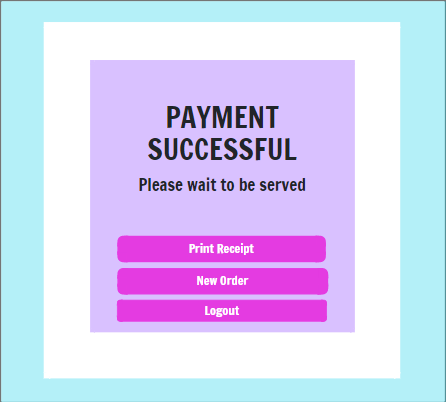 PAYMENT
SUCCESSFUL
Please wait to be served
Print Receipt
New Order
Logout